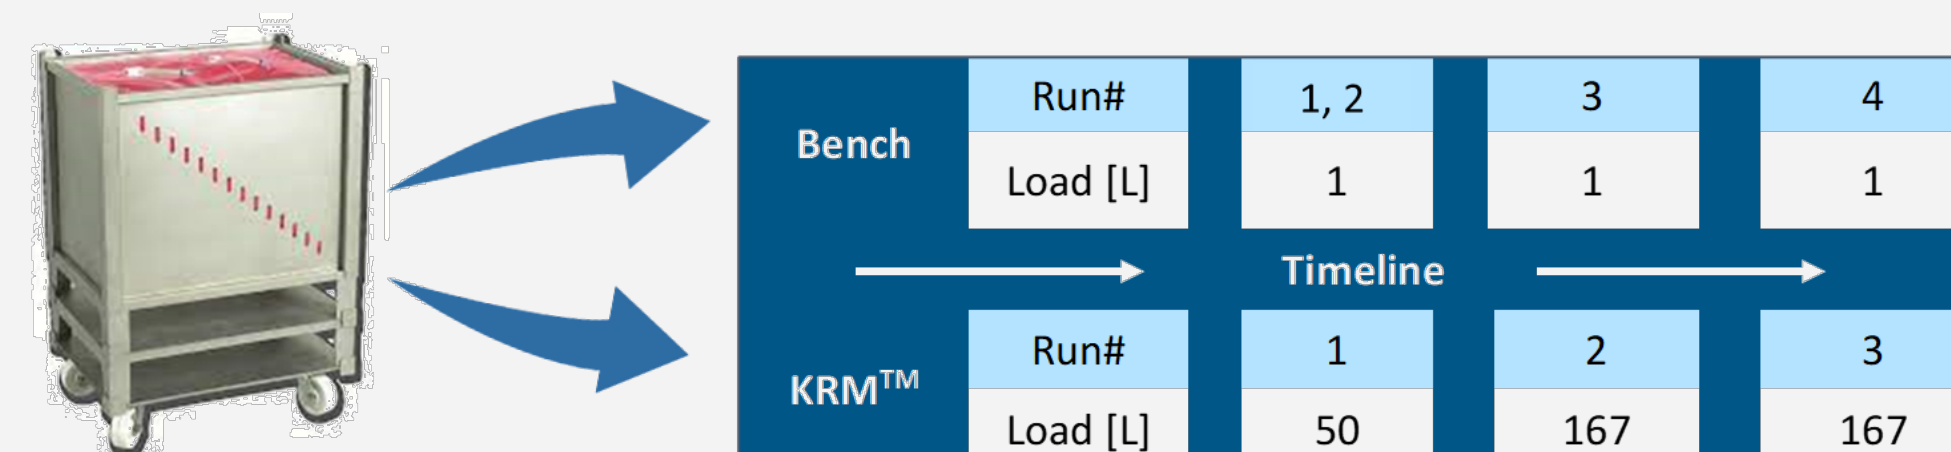 Bench
Run# 1, 2 3 4
Load [L] 1 1 1
Timeline
KRM™
Run# 1 2 3
Load [L] 50 167 167